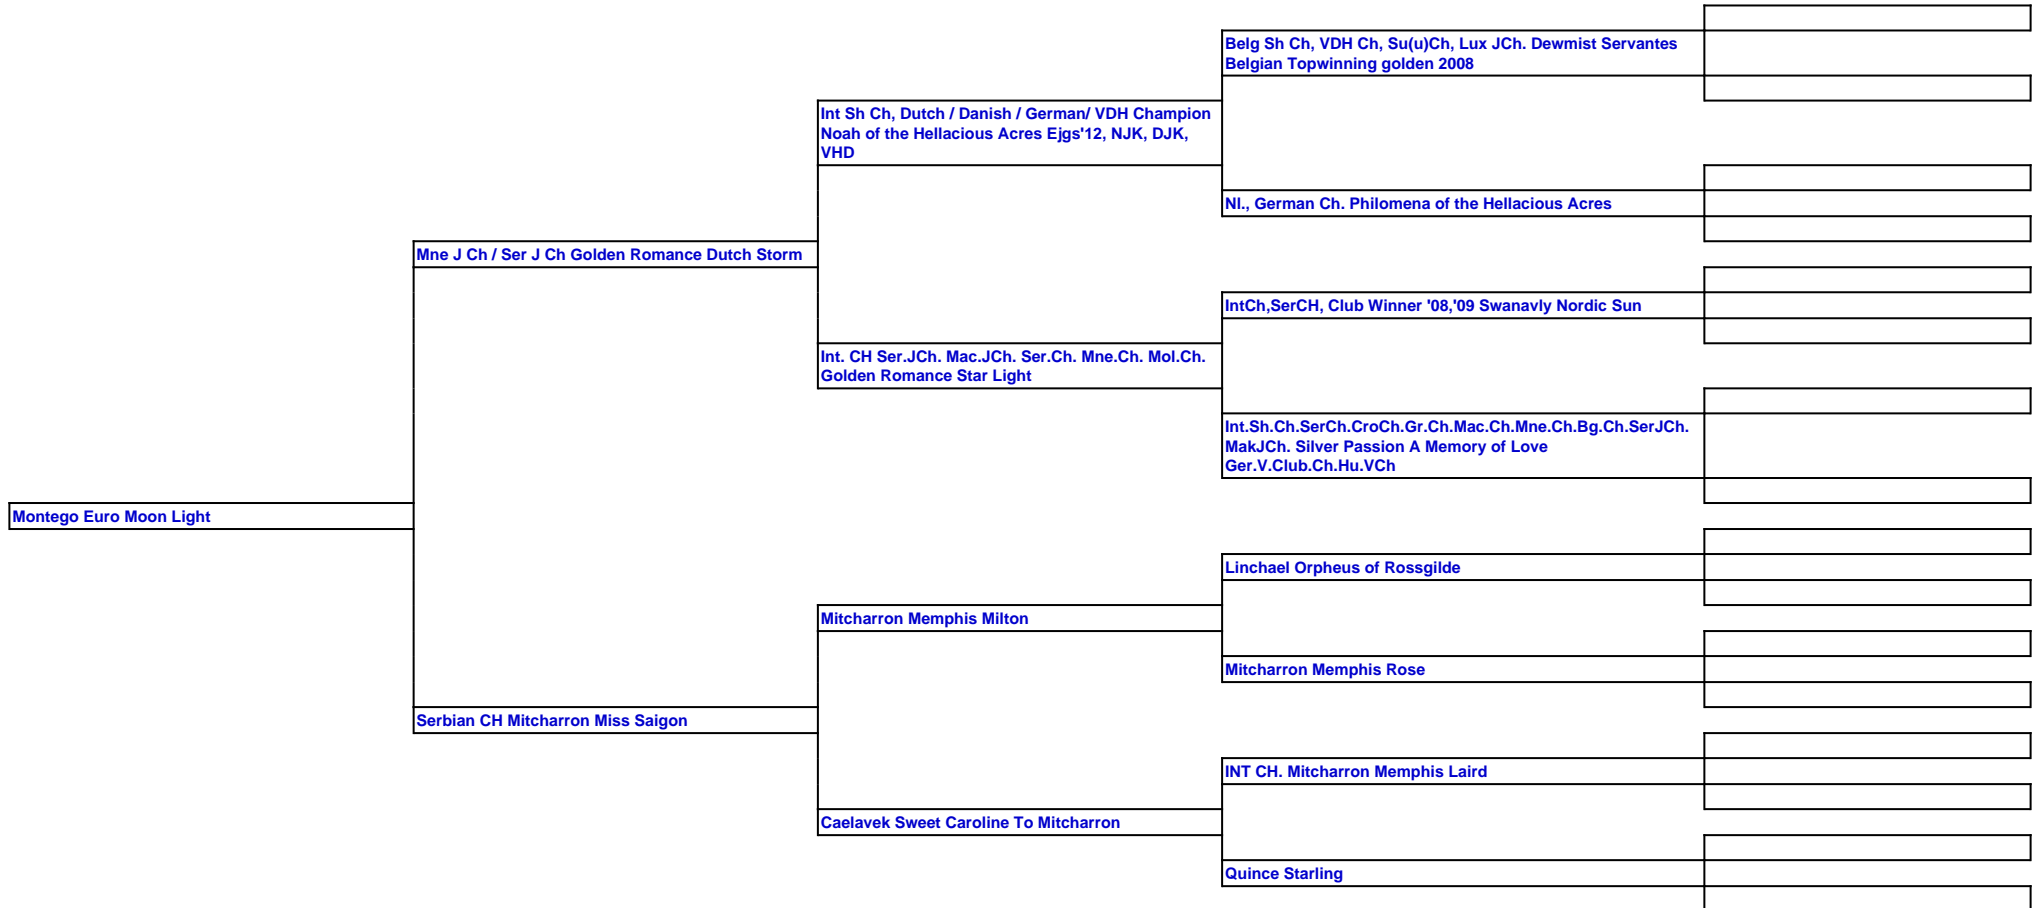 Belg Sh Ch, VDH Ch, Su(u)Ch, Lux JCh. Dewmist Servantes
Belgian Topwinning golden 2008
Int Sh Ch, Dutch / Danish / German/ VDH Champion
Noah of the Hellacious Acres Ejgs'12, NJK, DJK,
VHD
Nl., German Ch. Philomena of the Hellacious Acres
Mne J Ch / Ser J Ch Golden Romance Dutch Storm
IntCh,SerCH, Club Winner '08,'09 Swanavly Nordic Sun
Int. CH Ser.JCh. Mac.JCh. Ser.Ch. Mne.Ch. Mol.Ch.
Golden Romance Star Light
Int.Sh.Ch.SerCh.CroCh.Gr.Ch.Mac.Ch.Mne.Ch.Bg.Ch.SerJCh.
MakJCh. Silver Passion A Memory of Love
Ger.V.Club.Ch.Hu.VCh
Montego Euro Moon Light
Linchael Orpheus of Rossgilde
Mitcharron Memphis Milton
Mitcharron Memphis Rose
Serbian CH Mitcharron Miss Saigon
INT CH. Mitcharron Memphis Laird
Caelavek Sweet Caroline To Mitcharron
Quince Starling